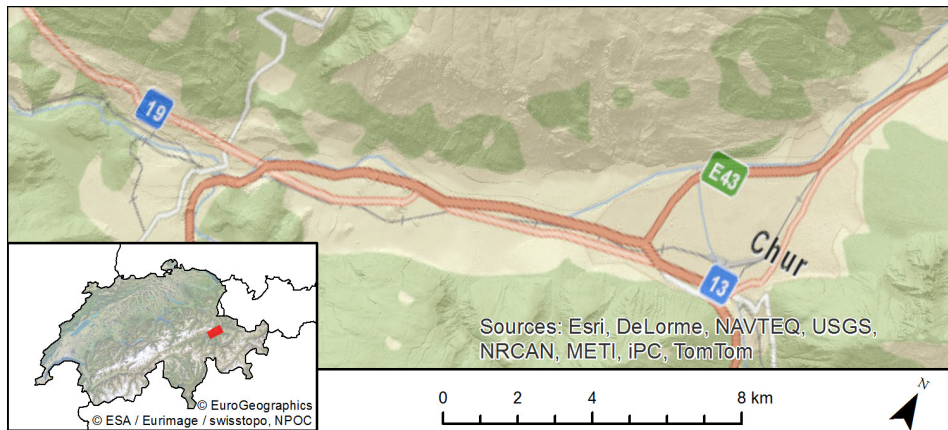 19
E43
Chur
13
Sources: Esri, DeLorme, NAVTEQ, USGS,
NRCAN, METI, iPC, TomTom
© EuroGeographics
© ESA / Eurimage / swisstopo, NPOC
0 2 4 8 km
N